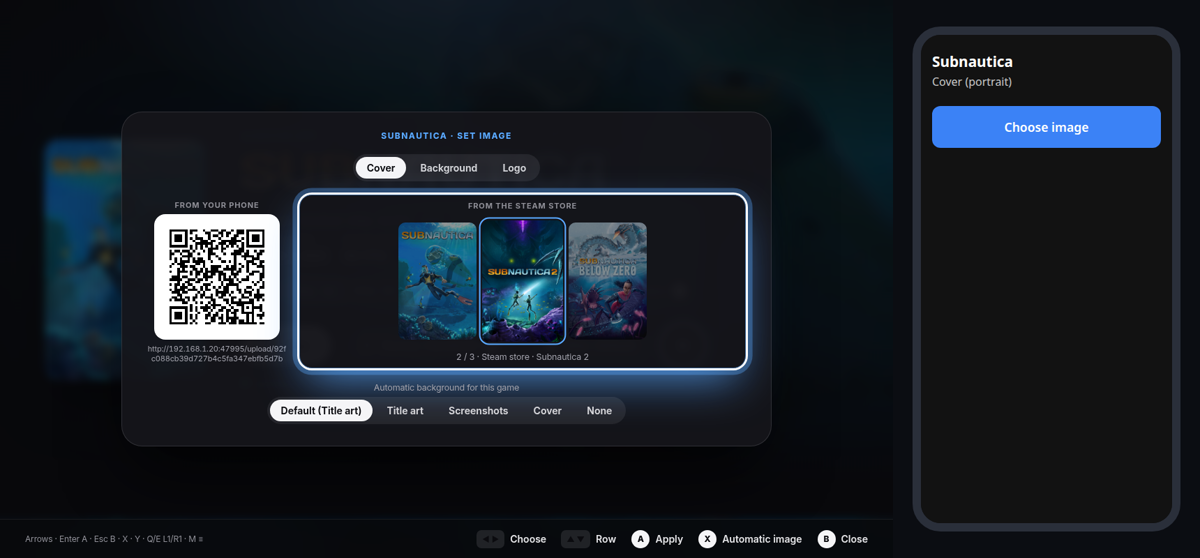 SUBNAUTICA · SET IMAGE
Cover Background Logo
FROM YOUR PHONE
http://192.168.1.20:47995/upload/92f
c088cb39d727b4c5fa347ebfb5d7b
FROM THE STEAM STORE
SUBNAUTICA
SUBNAUTICA 2
SUBNAUTICA
BELOW ZERO
2 / 3 · Steam store · Subnautica 2
Automatic background for this game
Default (Title art) Title art Screenshots Cover None
Arrows · Enter A · Esc B · X · Y · Q/E L1/R1 · M ≡
◀▶ Choose ▲▼ Row A Apply X Automatic image B Close
Subnautica
Cover (portrait)
Choose image